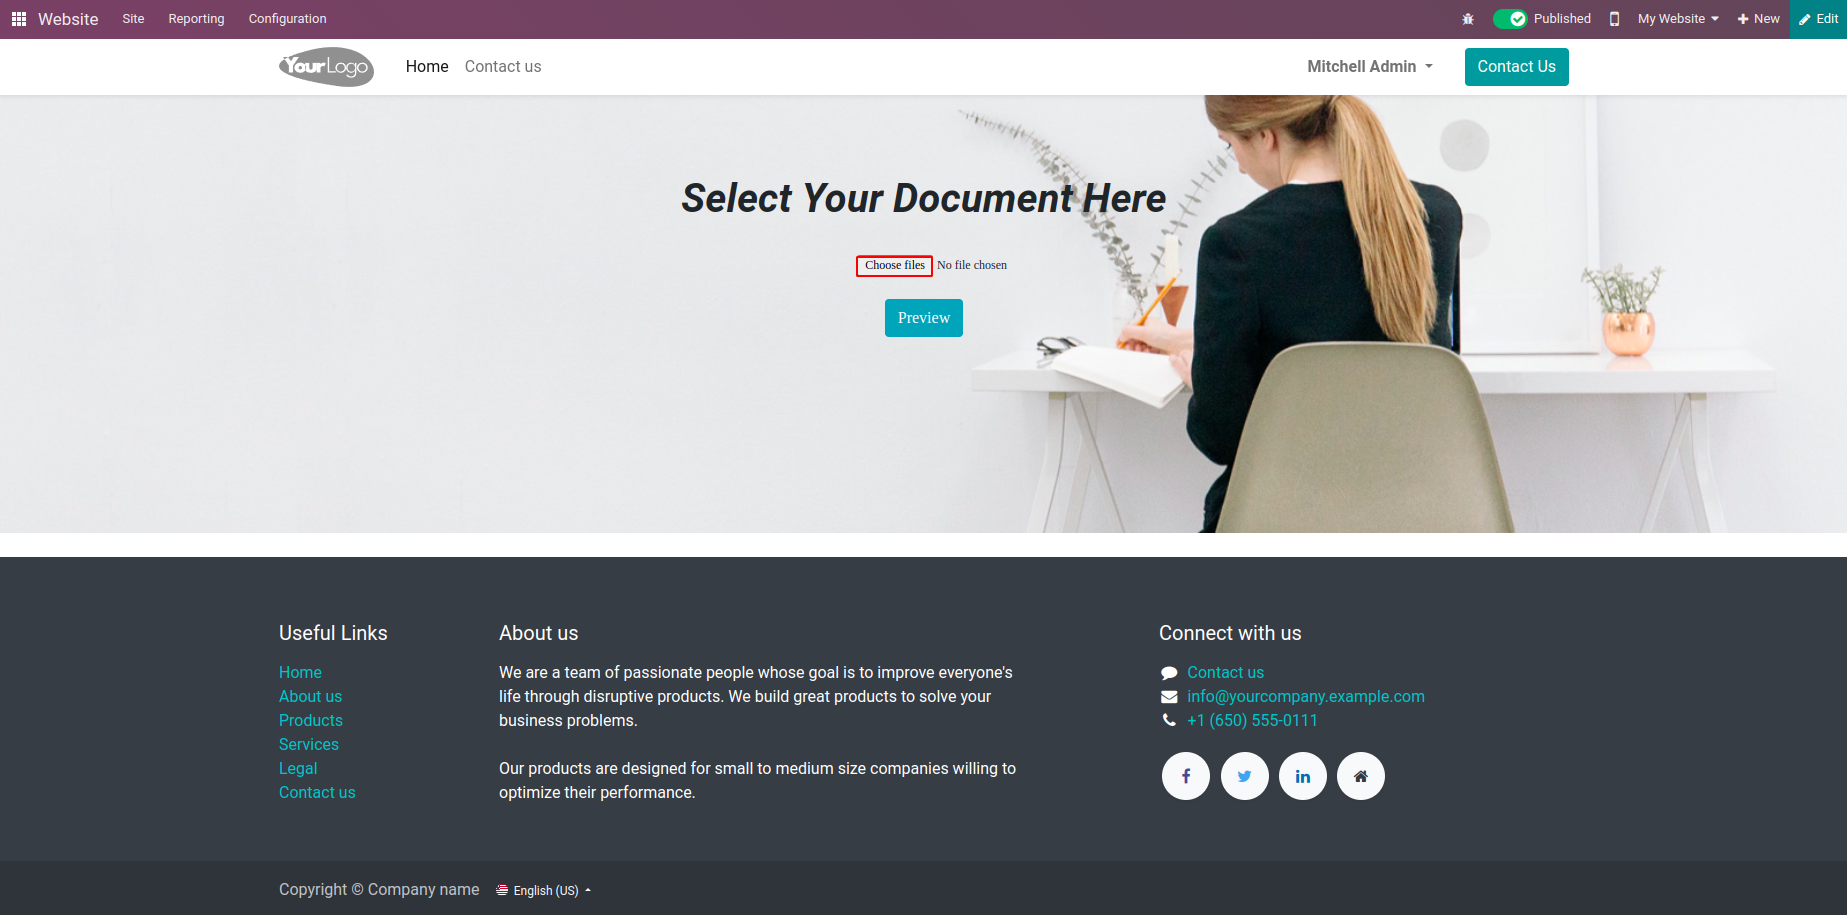 Website Site Reporting Configuration Published My Website New Edit
YourLogo Home Contact us Mitchell Admin Contact Us
Select Your Document Here
Choose files No file chosen
Preview
Useful Links
Home
About us
Products
Services
Legal
Contact us
About us
We are a team of passionate people whose goal is to improve everyone's
life through disruptive products. We build great products to solve your
business problems.
Our products are designed for small to medium size companies willing to
optimize their performance.
Connect with us
Contact us
info@yourcompany.example.com
+1 (650) 555-0111
Copyright © Company name English (US)